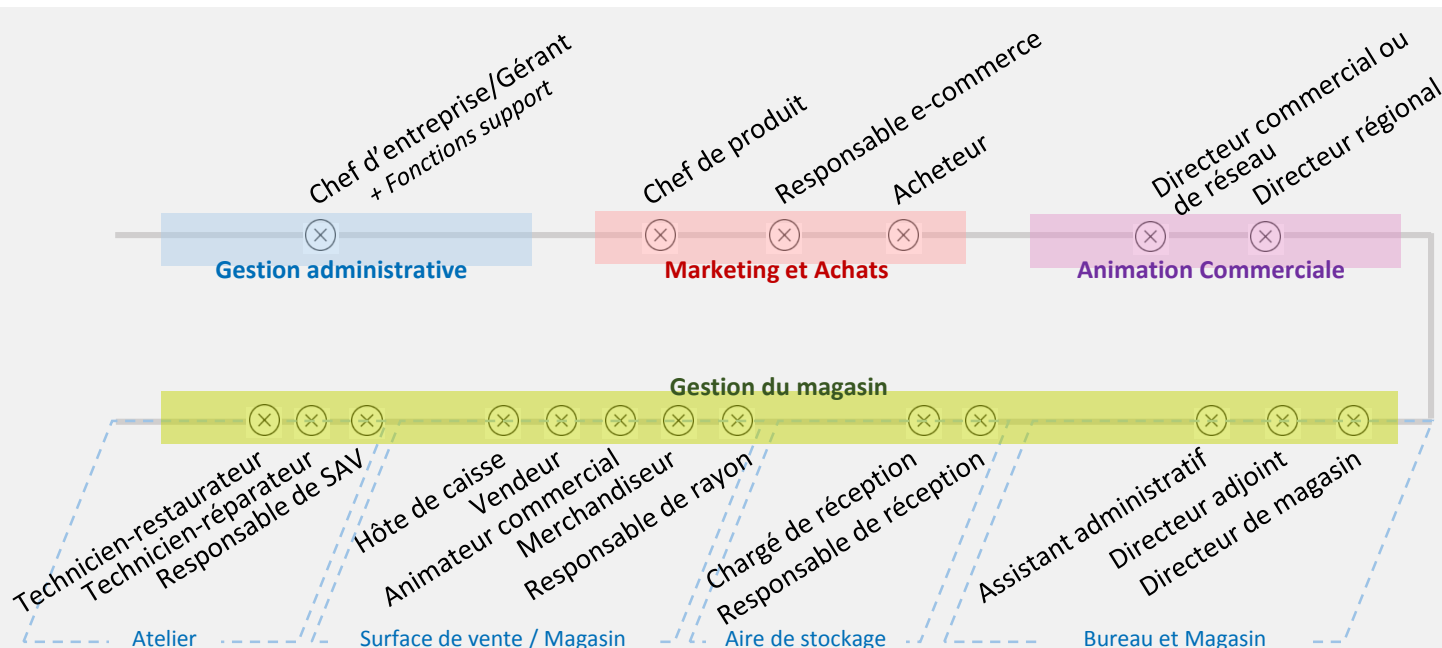 Chef d'entreprise/Gérant
+ Fonctions support
Chef de produit
Responsable e-commerce
Acheteur
Directeur commercial ou
de réseau
Directeur régional
Gestion administrative
Marketing et Achats
Animation Commerciale
Gestion du magasin
Technicien-restaurateur
Technicien-réparateur
Responsable de SAV
Hôte de caisse
Vendeur
Animateur commercial
Merchandiseur
Responsable de rayon
Chargé de réception
Responsable de réception
Assistant administratif
Directeur adjoint
Directeur de magasin
Atelier
Surface de vente / Magasin
Aire de stockage
Bureau et Magasin